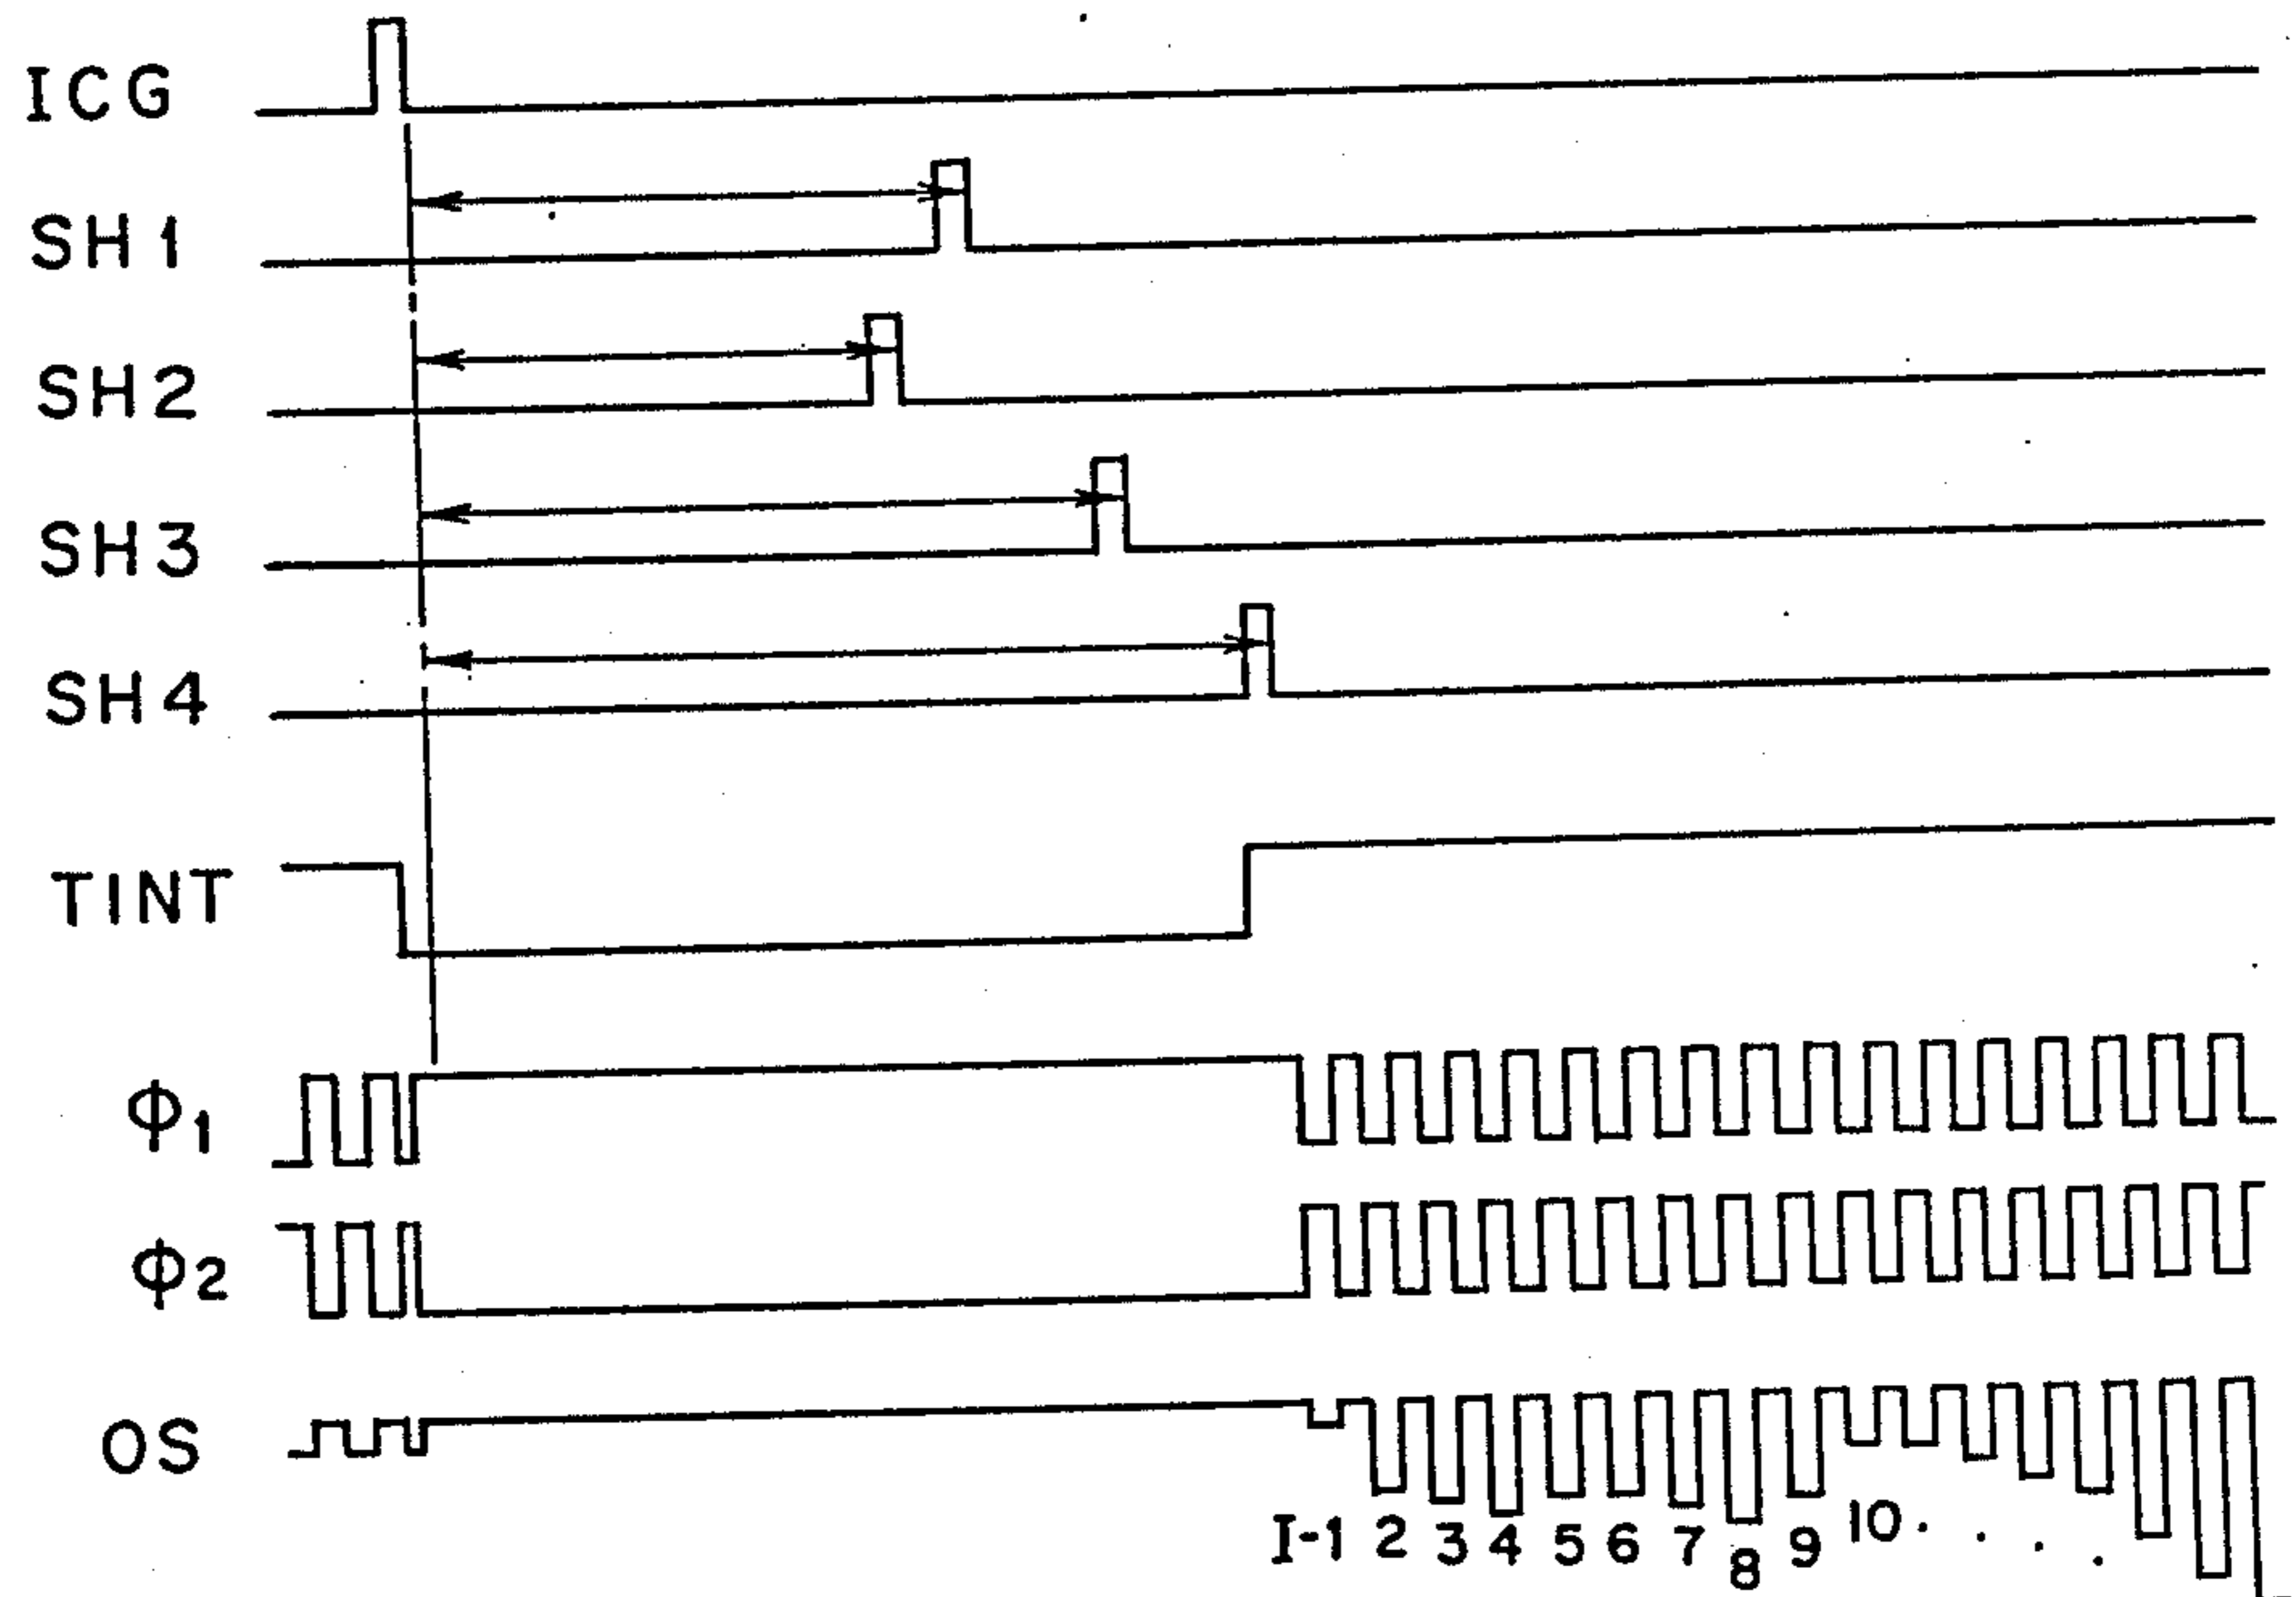 ICG
SH1
SH2
SH3
SH4
TINT
Φ1
Φ2
OS
I-1 2 3 4 5 6 7 8 9 10 . . . .